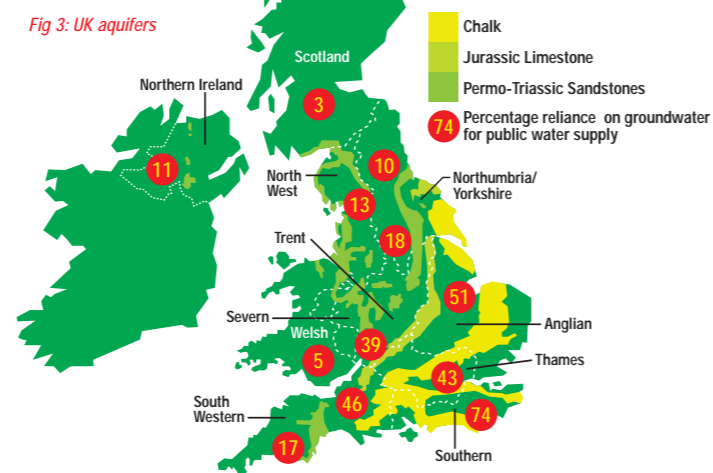 Fig 3: UK aquifers
Chalk
Jurassic Limestone
Permo-Triassic Sandstones
74
Percentage reliance on groundwater
for public water supply
Scotland
3
Northern Ireland
11
10
North
West
Northumbria/
Yorkshire
13
18
Trent
51
Severn
Welsh
Anglian
5
39
Thames
43
South
Western
46
74
17
Southern